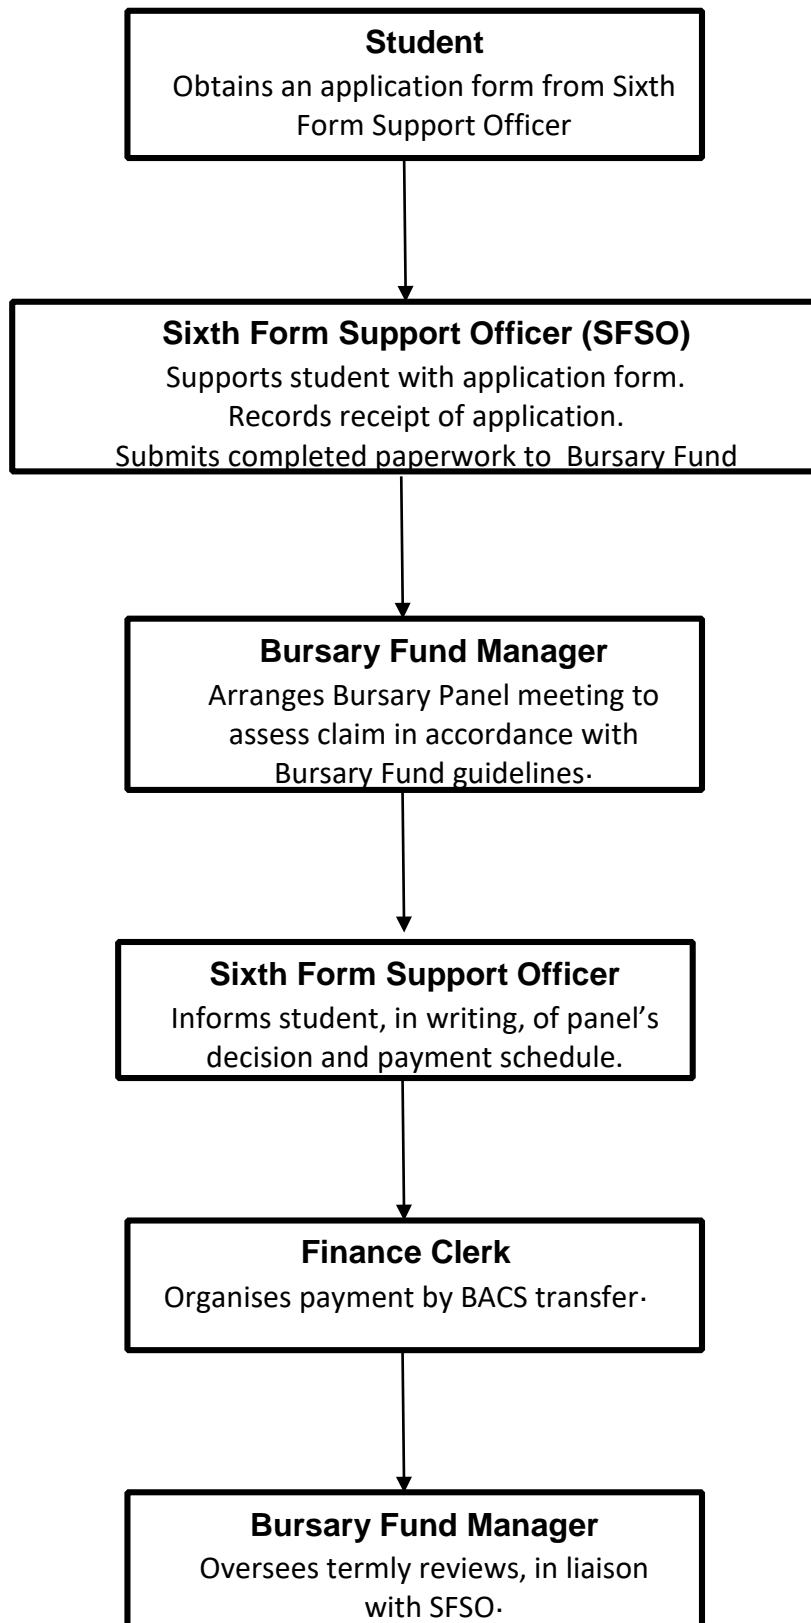 Student
Obtains an application form from Sixth
Form Support Officer
Sixth Form Support Officer (SFSO)
Supports student with application form.
Records receipt of application.
Submits completed paperwork to  Bursary Fund
Bursary Fund Manager
Arranges Bursary Panel meeting to
assess claim in accordance with
Bursary Fund guidelines·
Sixth Form Support Officer
Informs student, in writing, of panel’s
decision and payment schedule.
Finance Clerk
Organises payment by BACS transfer·
Bursary Fund Manager
Oversees termly reviews, in liaison
with SFSO·